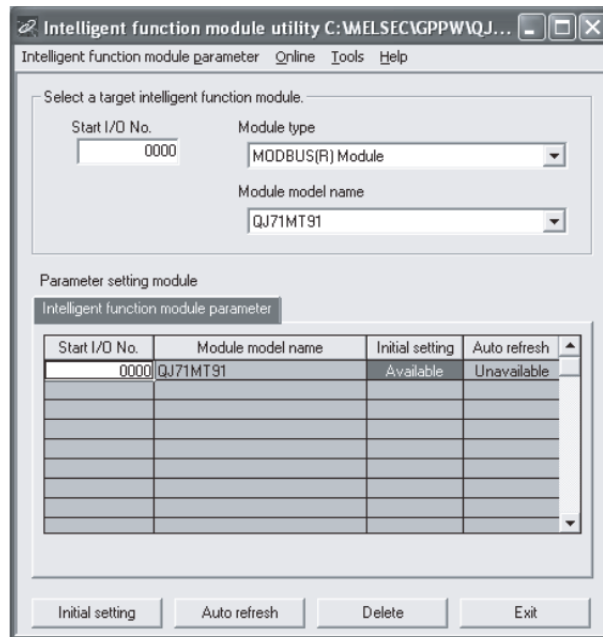 Intelligent function module utility C:\MELSEC\GPPW\QJ...
Intelligent function module parameter Online Tools Help
Select a target intelligent function module.
Start I/O No. Module type
0000 MODBUS(R) Module
Module model name
QJ71MT91
Parameter setting module
Intelligent function module parameter
Start I/O No. Module model name Initial setting Auto refresh
0000 QJ71MT91 Available Unavailable
Initial setting Auto refresh Delete Exit